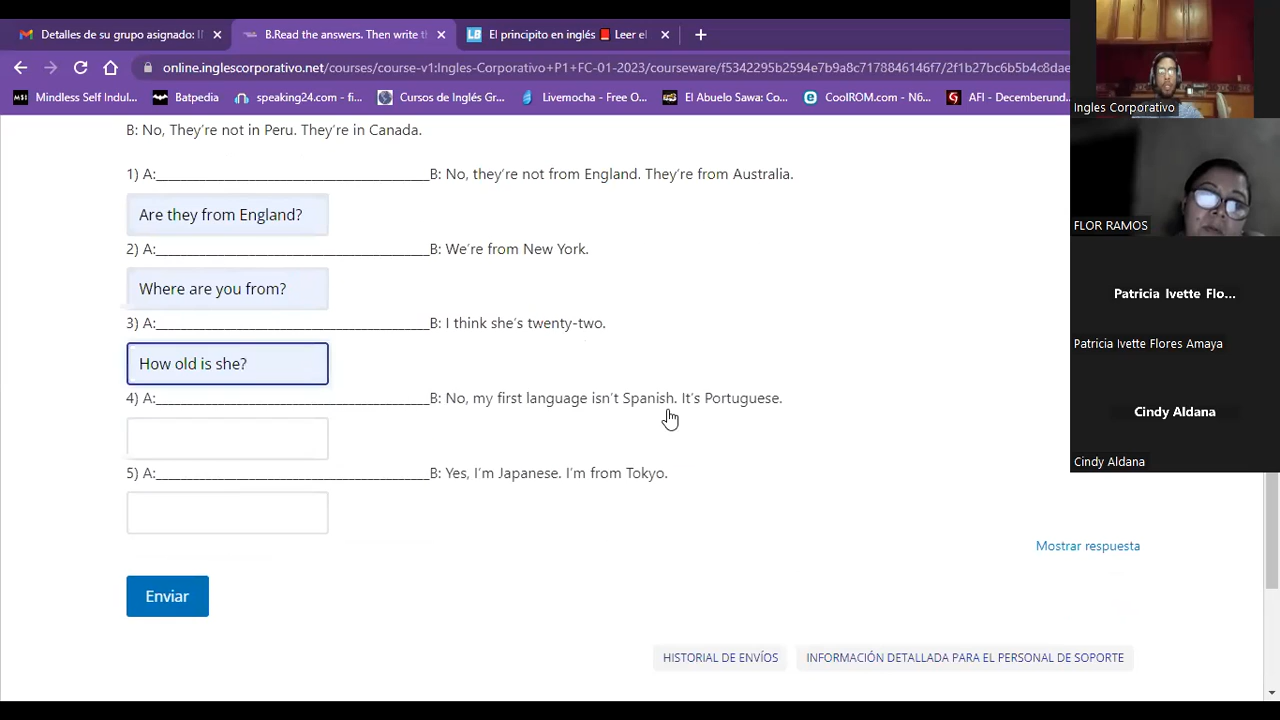 Detalles de su grupo asignado: I
B.Read the answers. Then write th
El principito en inglés 📕 Leer el
online.inglescorporativo.net/courses/course-v1:Ingles-Corporativo+P1+FC-01-2023/courseware/f5342295b2594e7b9a8c7178846146f7/2f1b27bc6b5b4c8dae
Mindless Self Indul...
Batpedia
speaking24.com - fi...
Cursos de Inglés Gr...
Livemocha - Free O...
El Abuelo Sawa: Co...
CoolROM.com - N6...
AFI - Decemberund...
B: No, They're not in Peru. They're in Canada.
1) A:________________________________________B: No, they're not from England. They're from Australia.
Are they from England?
2) A:________________________________________B: We're from New York.
Where are you from?
3) A:________________________________________B: I think she's twenty-two.
How old is she?
4) A:________________________________________B: No, my first language isn't Spanish. It's Portuguese.
5) A:________________________________________B: Yes, I'm Japanese. I'm from Tokyo.
Mostrar respuesta
Enviar
HISTORIAL DE ENVÍOS
INFORMACIÓN DETALLADA PARA EL PERSONAL DE SOPORTE
Ingles Corporativo
FLOR RAMOS
Patricia Ivette Flo...
Patricia Ivette Flores Amaya
Cindy Aldana
Cindy Aldana